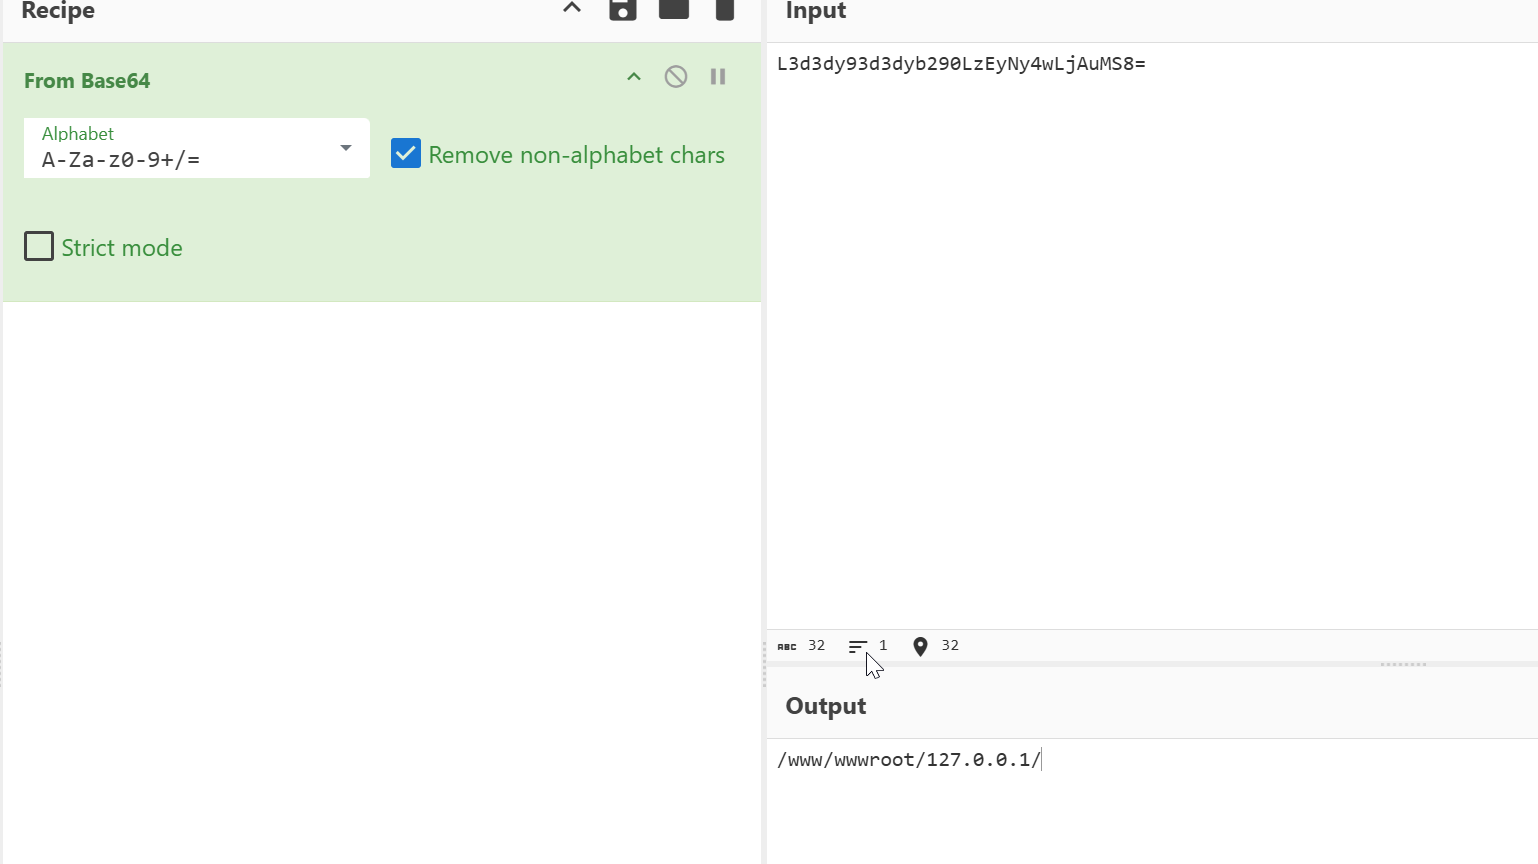 Recipe
From Base64
Alphabet
A-Za-z0-9+/=
Remove non-alphabet chars
Strict mode
Input
L3d3dy93d3dyb290LzEyNy4wLjAuMS8=
ABC 32 1 32
Output
/www/wwwroot/127.0.0.1/